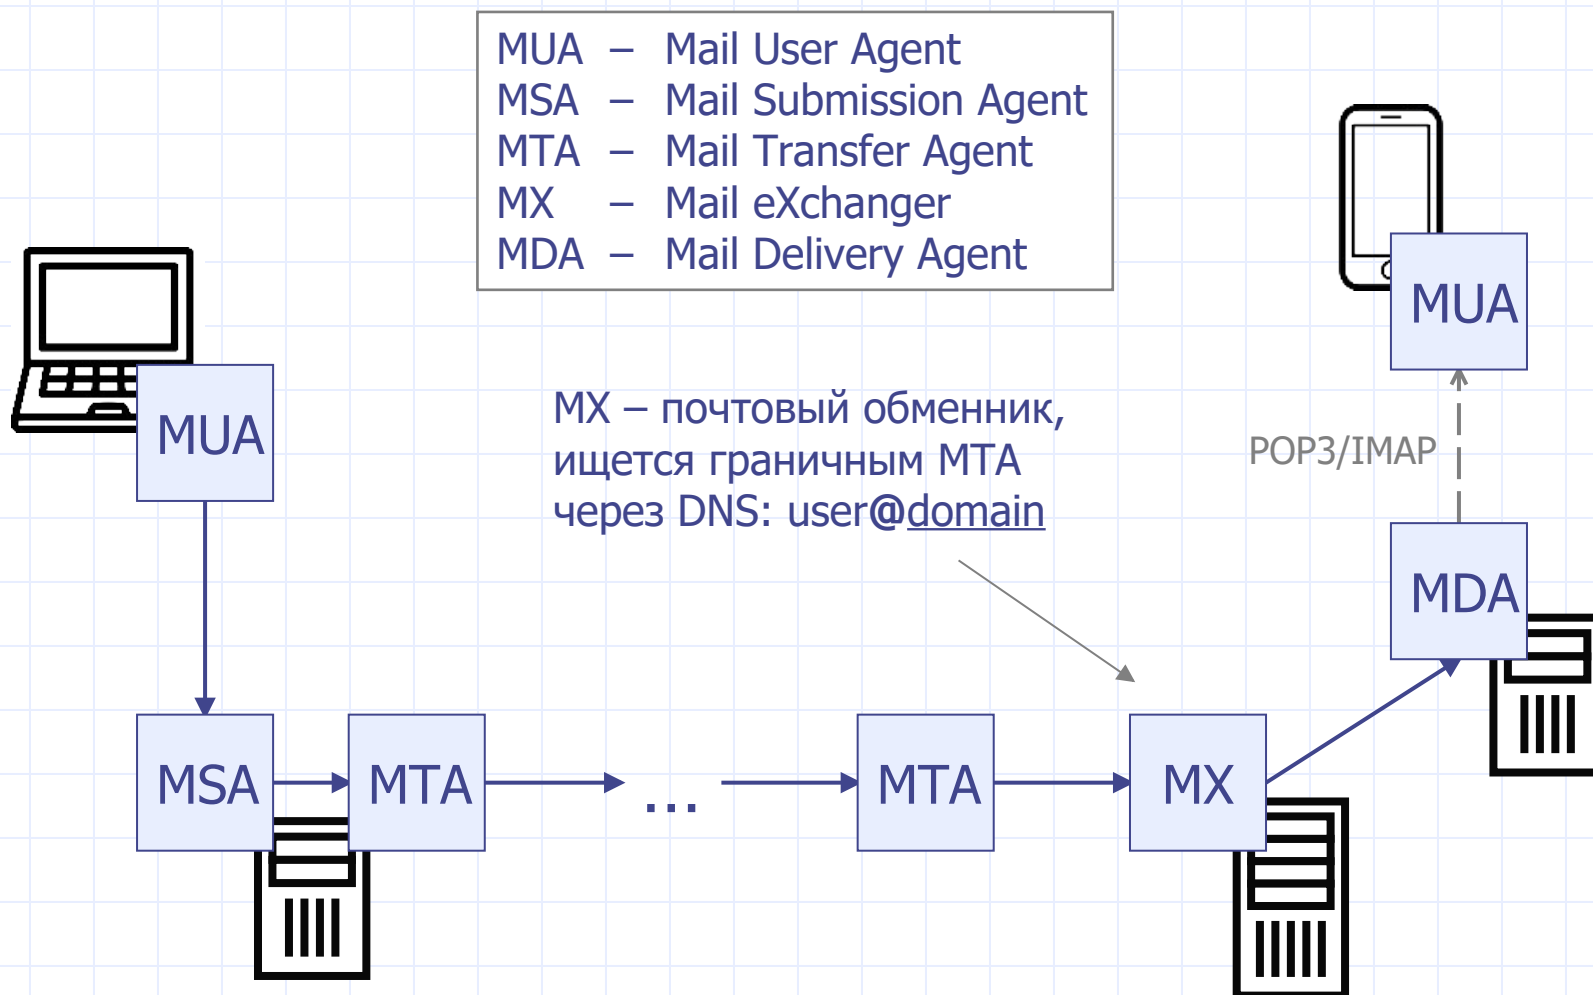 MUA – Mail User Agent
MSA – Mail Submission Agent
MTA – Mail Transfer Agent
MX – Mail eXchanger
MDA – Mail Delivery Agent
MUA
MUA
MX – почтовый обменник,
ищется граничным MTA
через DNS: user@domain
POP3/IMAP
MDA
MSA
MTA
...
MTA
MX